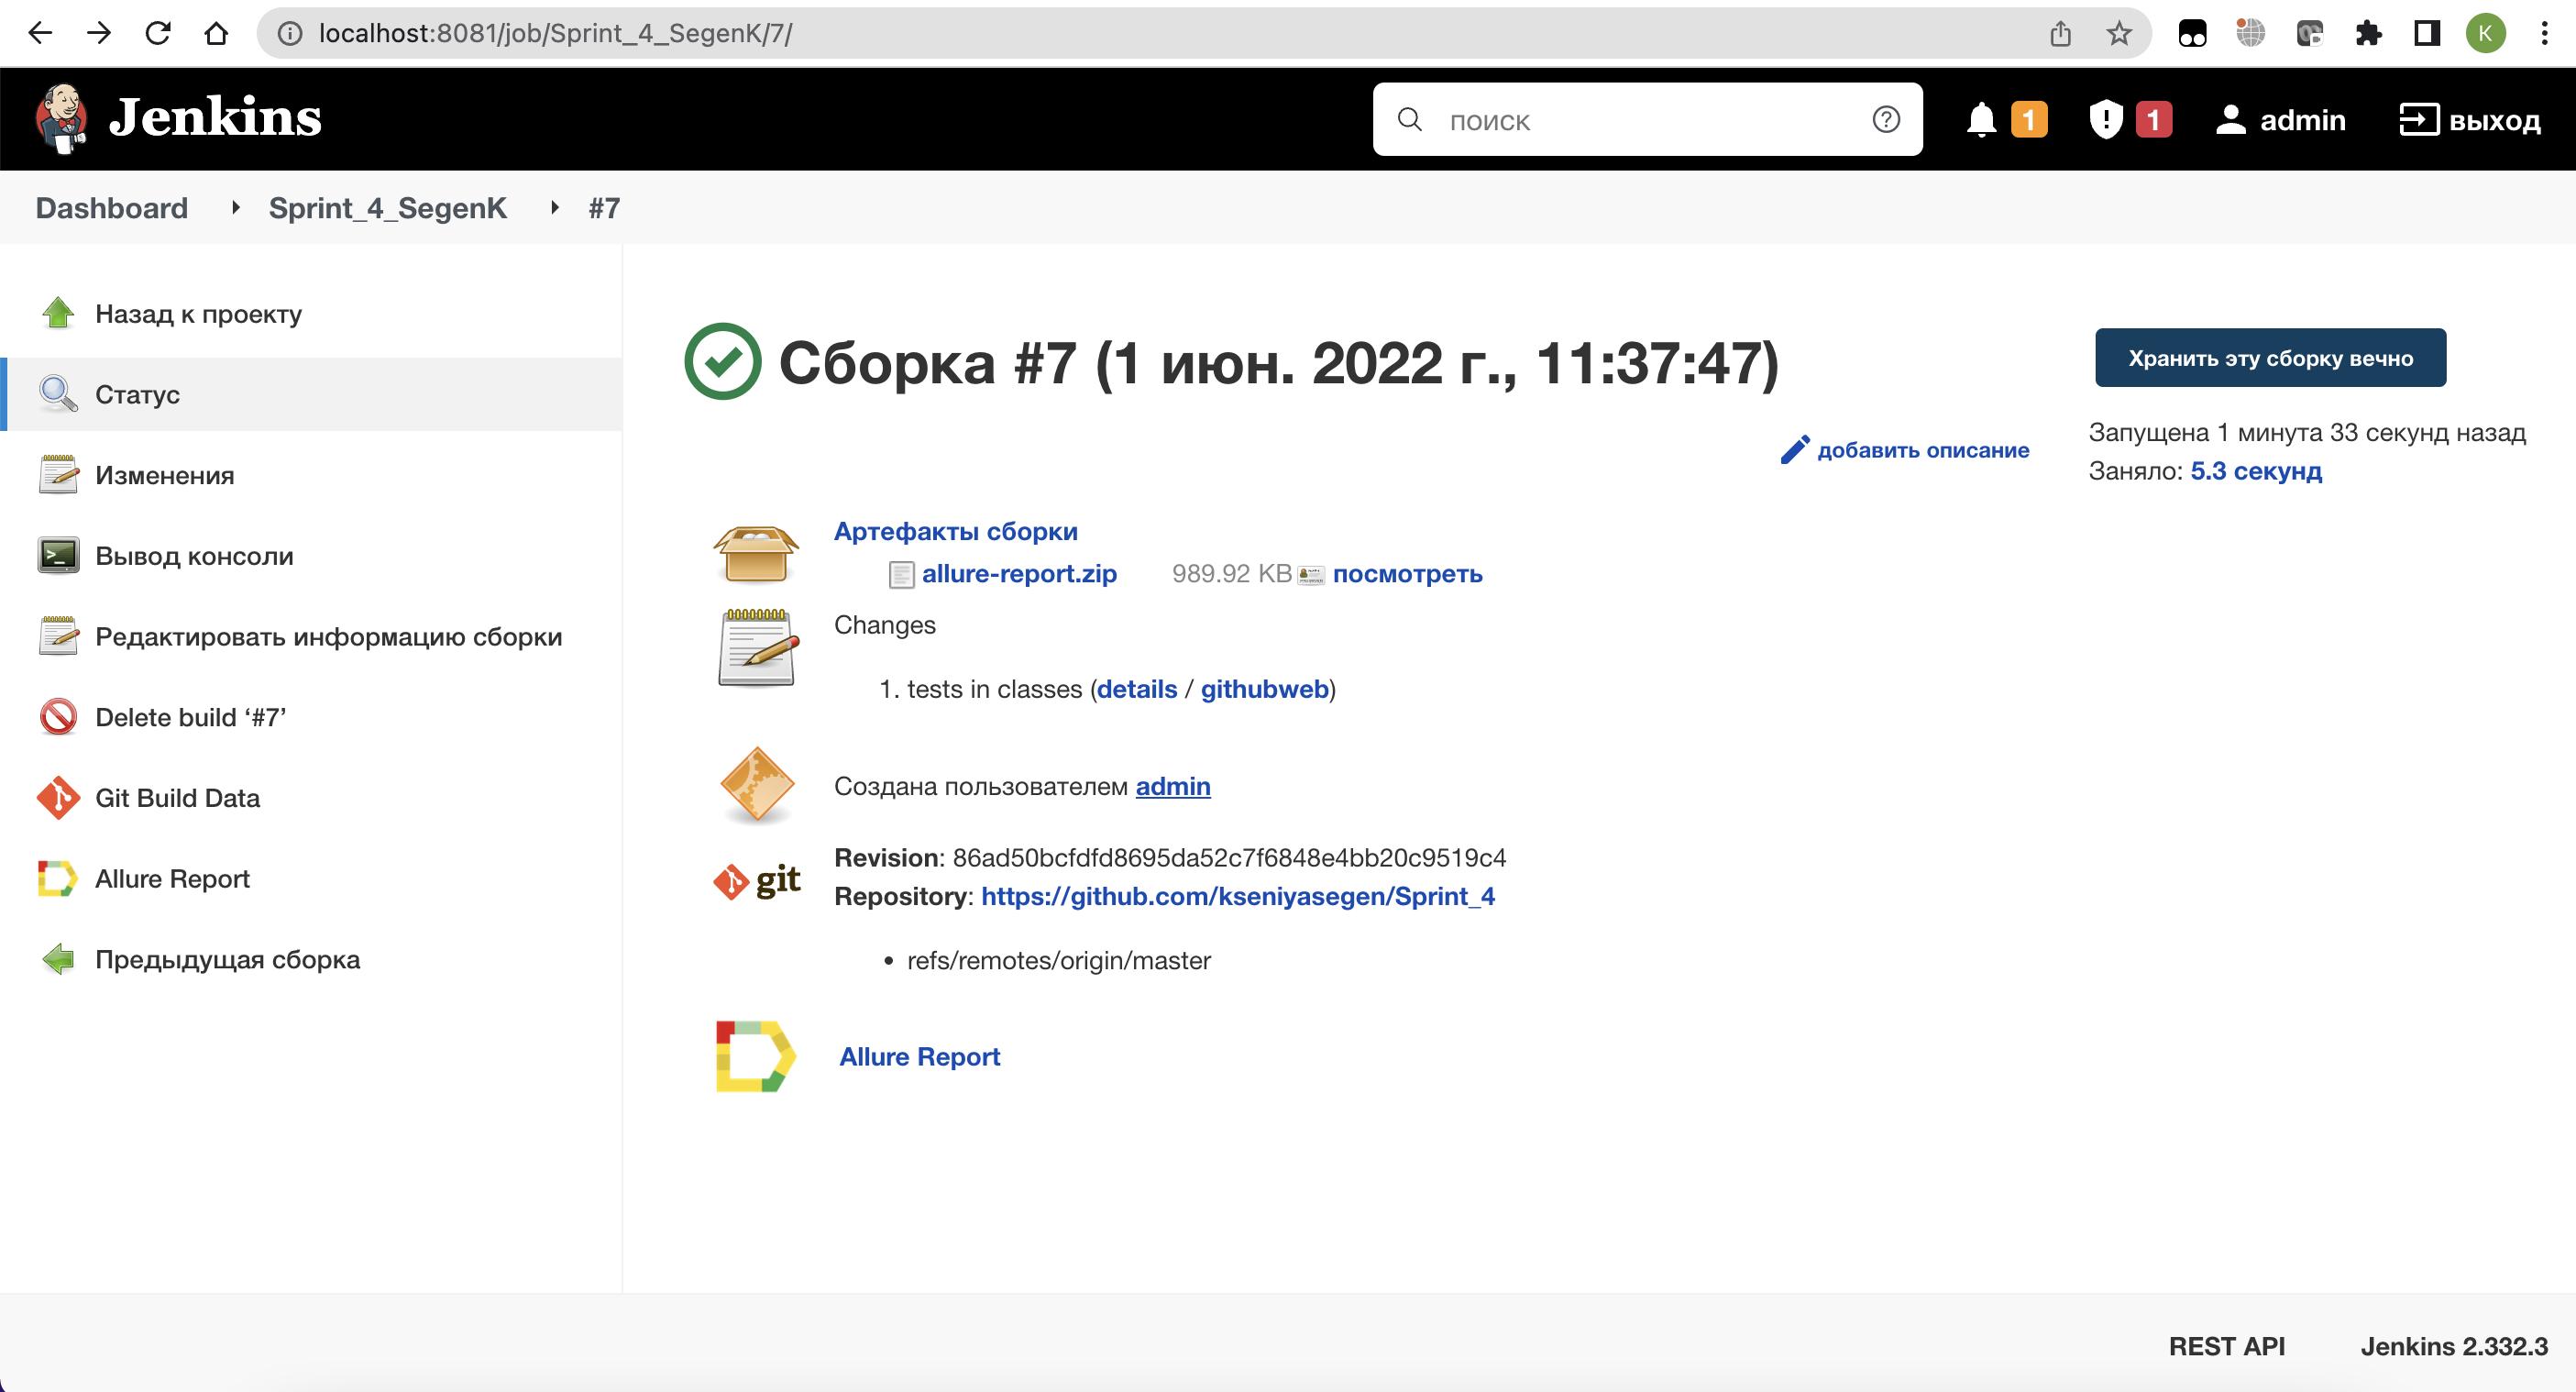 localhost:8081/job/Sprint_4_SegenK/7/
K
Jenkins
поиск
1
1
admin
выход
Dashboard
Sprint_4_SegenK
#7
Назад к проекту
Статус
Изменения
Вывод консоли
Редактировать информацию сборки
Delete build ‘#7’
Git Build Data
Allure Report
Предыдущая сборка
Сборка #7 (1 июн. 2022 г., 11:37:47)
Хранить эту сборку вечно
добавить описание
Запущена 1 минута 33 секунд назад
Заняло: 5.3 секунд
Артефакты сборки
allure-report.zip 989.92 KB посмотреть
Changes
1. tests in classes (details / githubweb)
Создана пользователем admin
git
Revision: 86ad50bcfdfd8695da52c7f6848e4bb20c9519c4
Repository: https://github.com/kseniyasegen/Sprint_4
• refs/remotes/origin/master
Allure Report
REST API
Jenkins 2.332.3